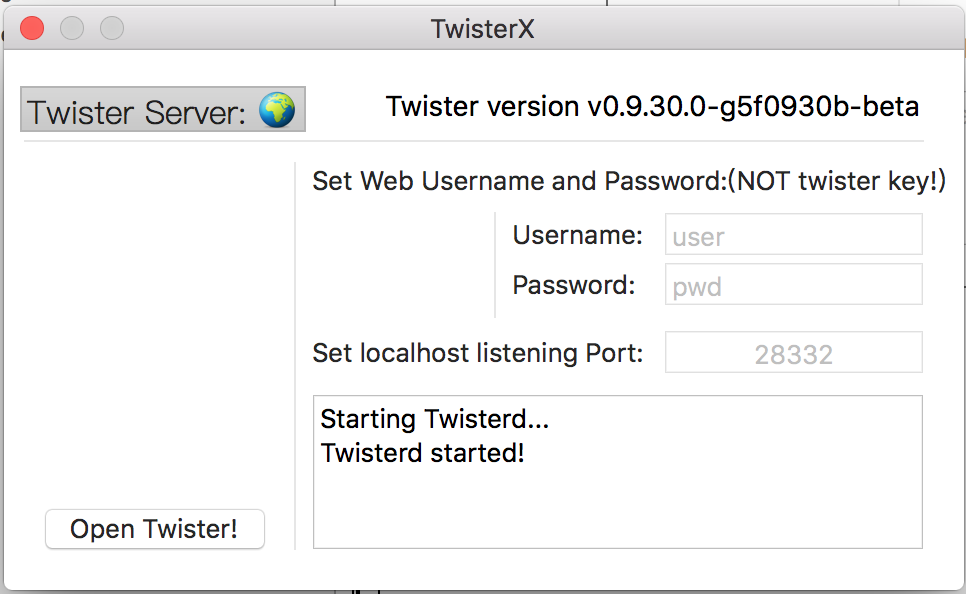 TwisterX
Twister Server:
Twister version v0.9.30.0-g5f0930b-beta
Set Web Username and Password:(NOT twister key!)
Username: user
Password: pwd
Set localhost listening Port: 28332
Starting Twisterd...
Twisterd started!
Open Twister!